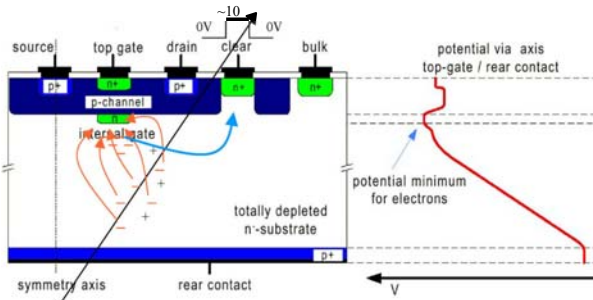 ~10
0V
0V
source
top gate
drain
clear
bulk
potential via axis
top-gate / rear contact
p+
n+
p+
n+
n+
p-channel
n
internal gate
potential minimum
for electrons
totally depleted
n⁻-substrate
p+
symmetry axis
rear contact
V